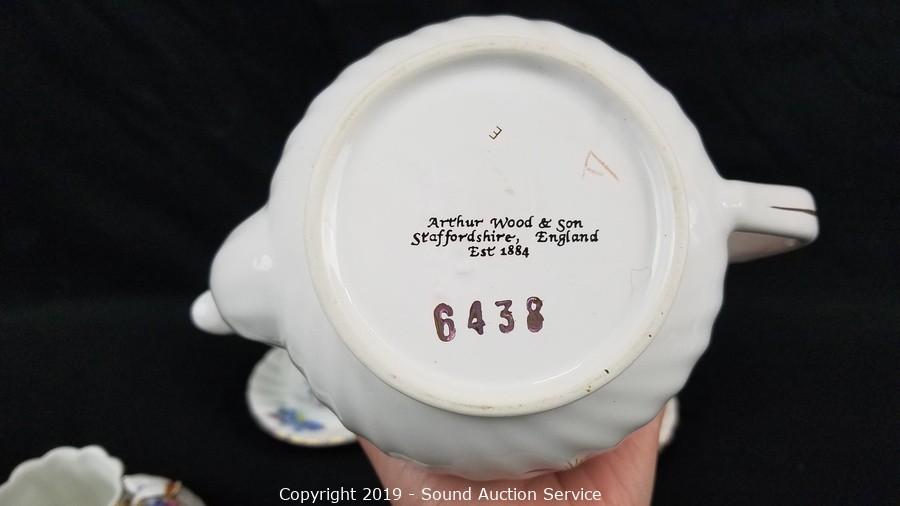 E
Arthur Wood & Son
Staffordshire, England
Est 1884
6438
Copyright 2019 - Sound Auction Service